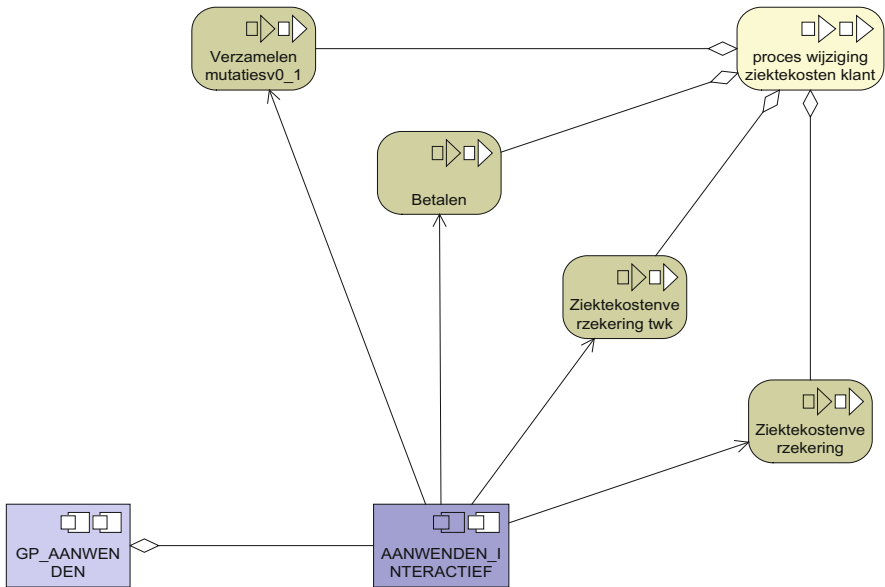 Verzamelen
mutatiesv0_1
proces wijziging
ziektekosten klant
Betalen
Ziektekostenve
rzekering twk
Ziektekostenve
rzekering
GP_AANWEN
DEN
AANWENDEN_I
NTERACTIEF